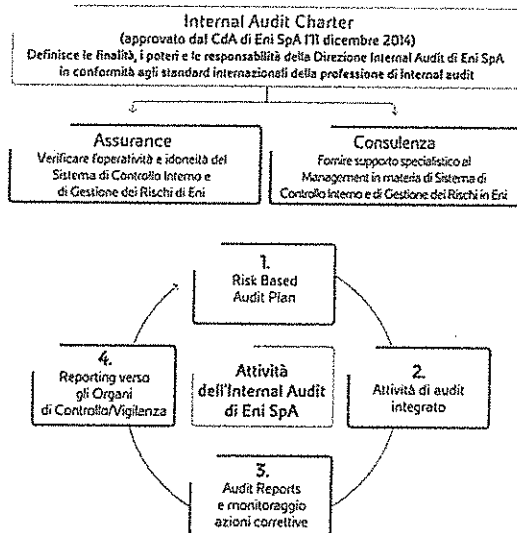 Internal Audit Charter
(approvato dal CdA di Eni SpA l'11 dicembre 2014)
Definisce le finalità, i poteri e le responsabilità della Direzione Internal Audit di Eni SpA
in conformità agli standard internazionali della professione di Internal audit
Assurance
Verificare l'operatività e idoneità del
Sistema di Controllo Interno e
di Gestione dei Rischi di Eni
Consulenza
Fornire supporto specialistico al
Management in materia di Sistema di
Controllo Interno e di Gestione dei Rischi in Eni
1.
Risk Based
Audit Plan
4.
Reporting verso
gli Organi
di Controllo/Vigilanza
Attività
dell'Internal Audit
di Eni SpA
2.
Attività di audit
integrato
3.
Audit Reports
e monitoraggio
azioni correttive